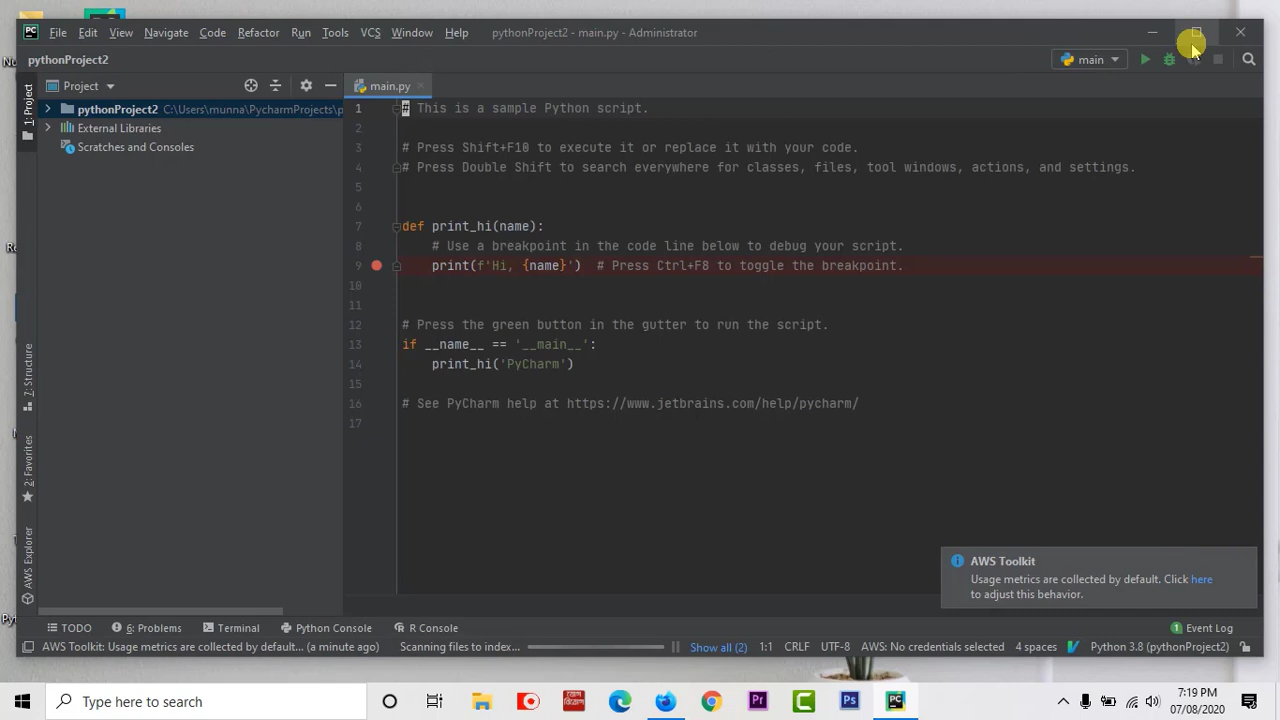 PC File Edit View Navigate Code Refactor Run Tools VCS Window Help pythonProject2 - main.py - Administrator
pythonProject2 main
Project main.py
1: Project
pythonProject2 C:\Users\munna\PycharmProjects\p
External Libraries
Scratches and Consoles
7: Structure
2: Favorites
AWS Explorer
1 # This is a sample Python script.
2
3 # Press Shift+F10 to execute it or replace it with your code.
4 # Press Double Shift to search everywhere for classes, files, tool windows, actions, and settings.
5
6
7 def print_hi(name):
8 # Use a breakpoint in the code line below to debug your script.
9 print(f'Hi, {name}') # Press Ctrl+F8 to toggle the breakpoint.
10
11
12 # Press the green button in the gutter to run the script.
13 if __name__ == '__main__':
14 print_hi('PyCharm')
15
16 # See PyCharm help at https://www.jetbrains.com/help/pycharm/
17
AWS Toolkit
Usage metrics are collected by default. Click here
to adjust this behavior.
TODO 6: Problems Terminal Python Console R Console 1 Event Log
AWS Toolkit: Usage metrics are collected by default... (a minute ago) Scanning files to index... Show all (2) 1:1 CRLF UTF-8 AWS: No credentials selected 4 spaces Python 3.8 (pythonProject2)
Type here to search Pr Ps PC
7:19 PM
07/08/2020